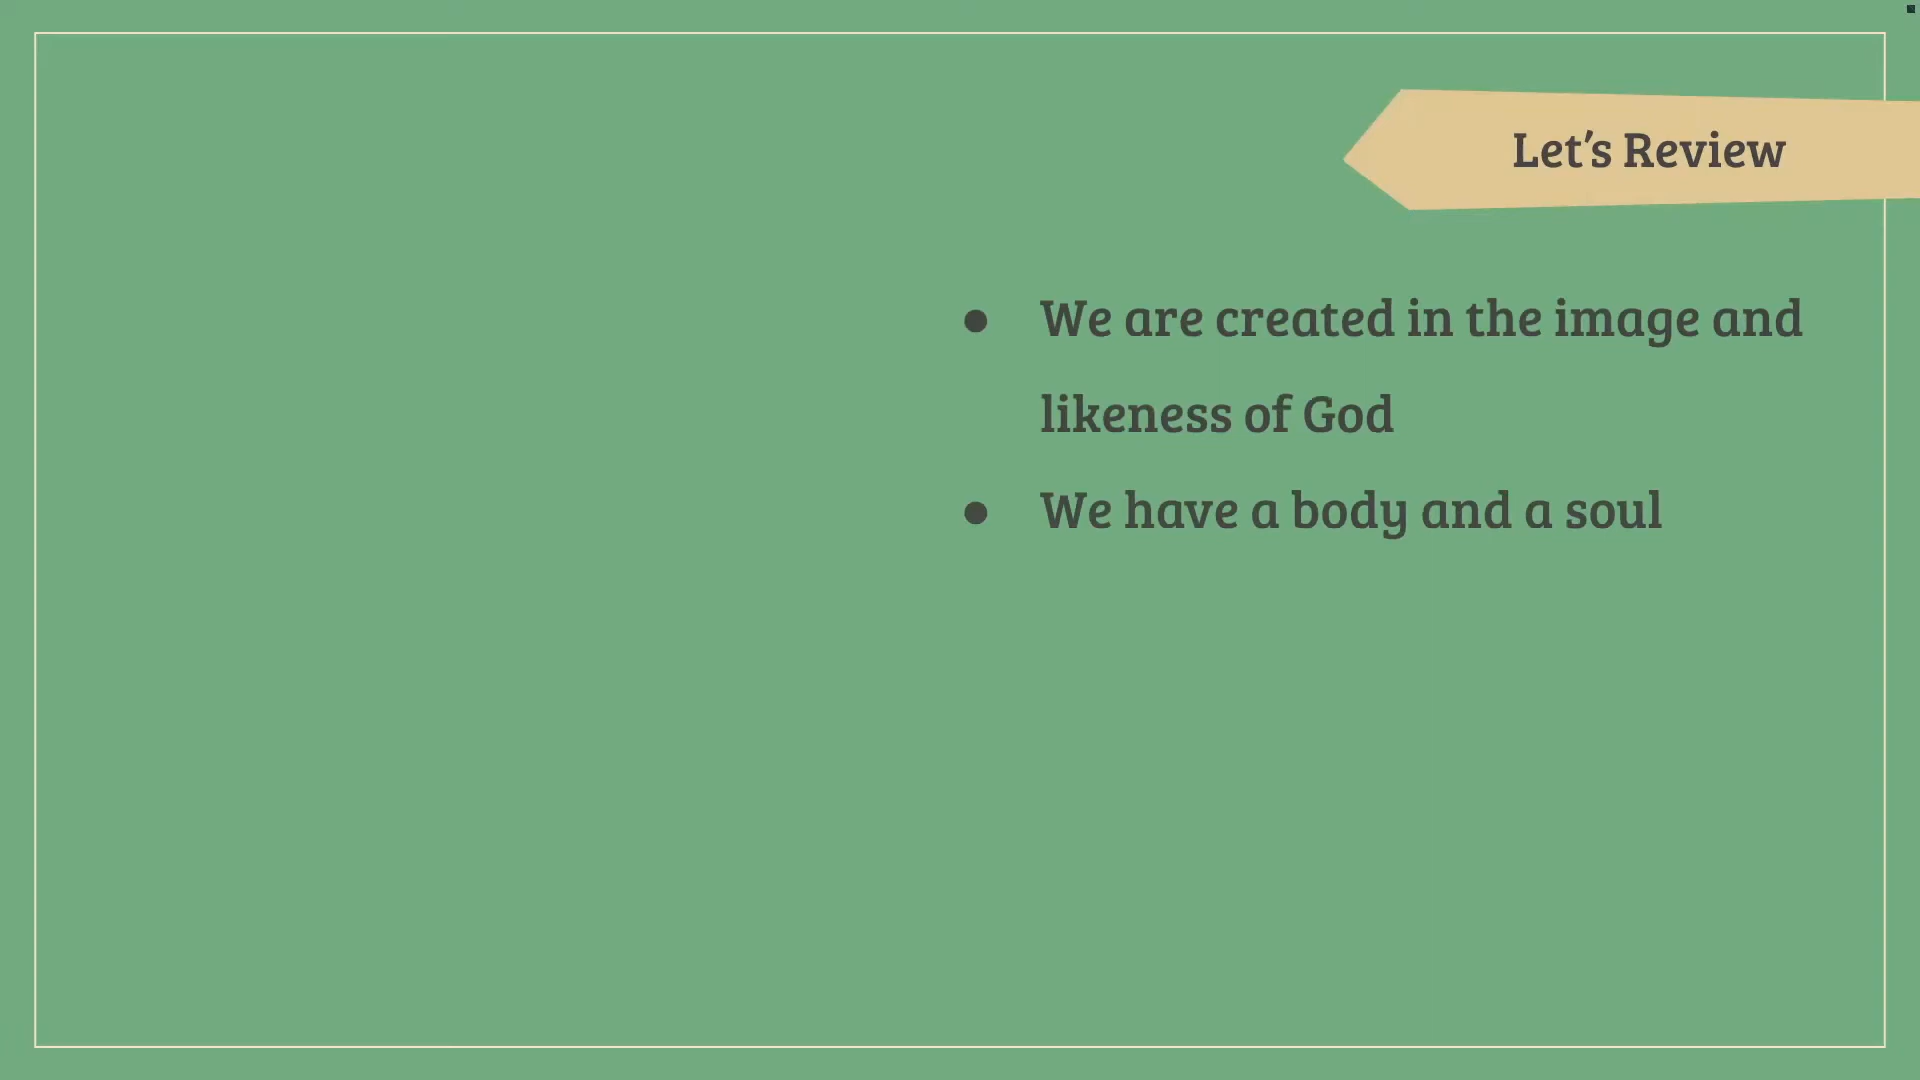 Let’s Review
● We are created in the image and
likeness of God
● We have a body and a soul